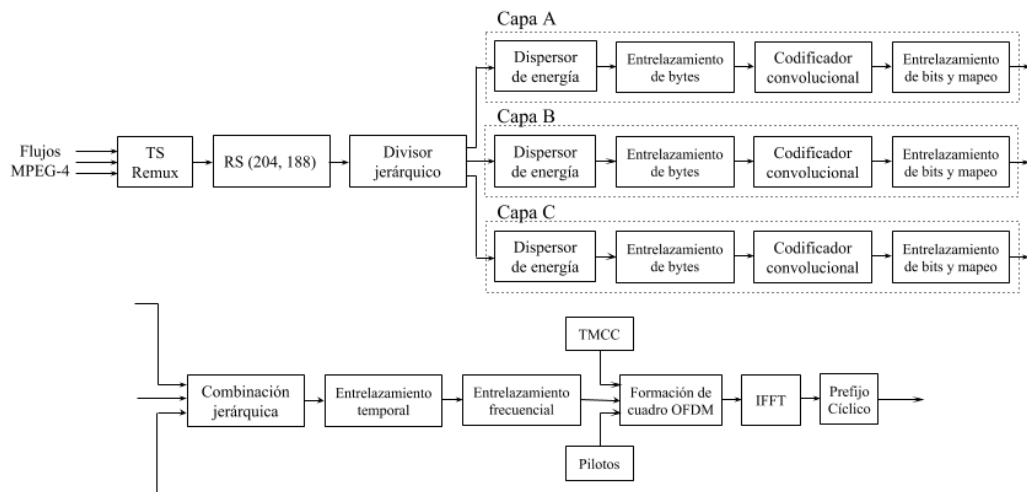 Capa A
Dispersor
de energía
Entrelazamiento
de bytes
Codificador
convolucional
Entrelazamiento
de bits y mapeo
Flujos
MPEG-4
TS
Remux
RS (204, 188)
Divisor
jerárquico
Capa B
Dispersor
de energía
Entrelazamiento
de bytes
Codificador
convolucional
Entrelazamiento
de bits y mapeo
Capa C
Dispersor
de energía
Entrelazamiento
de bytes
Codificador
convolucional
Entrelazamiento
de bits y mapeo
TMCC
Combinación
jerárquica
Entrelazamiento
temporal
Entrelazamiento
frecuencial
Formación de
cuadro OFDM
IFFT
Prefijo
Cíclico
Pilotos